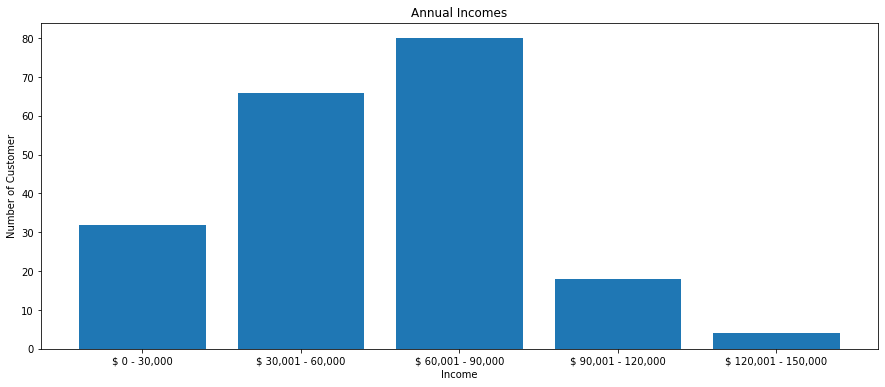 Annual Incomes
Number of Customer
80
70
60
50
40
30
20
10
0
$ 0 - 30,000
$ 30,001 - 60,000
$ 60,001 - 90,000
$ 90,001 - 120,000
$ 120,001 - 150,000
Income